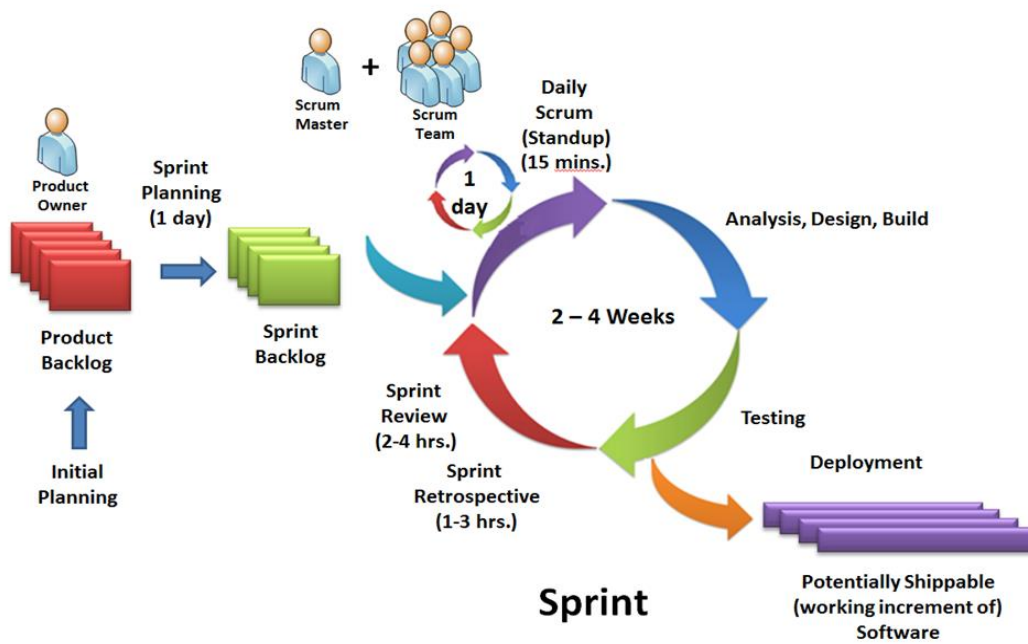 Scrum
Master
+
Scrum
Team
Product
Owner
Sprint
Planning
(1 day)
Product
Backlog
Initial
Planning
Sprint
Backlog
1
day
Daily
Scrum
(Standup)
(15 mins.)
Analysis, Design, Build
2 – 4 Weeks
Testing
Sprint
Review
(2-4 hrs.)
Sprint
Retrospective
(1-3 hrs.)
Deployment
Potentially Shippable
(working increment of)
Software
Sprint